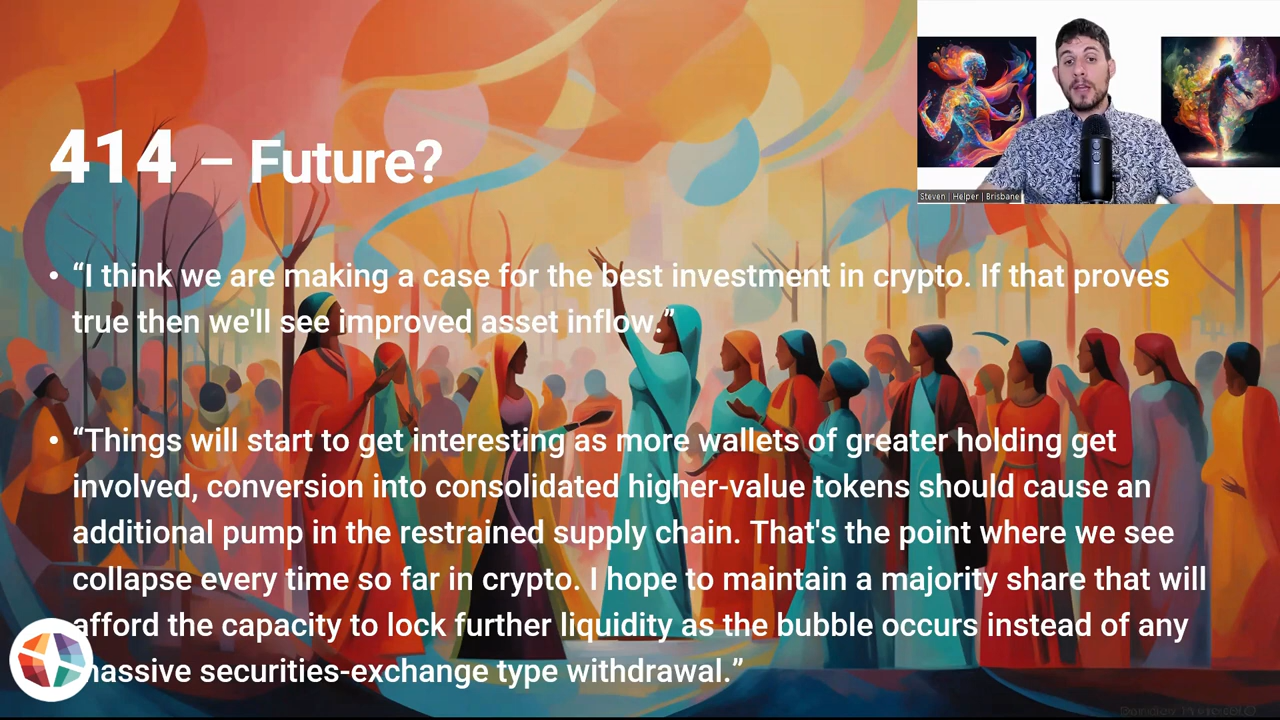 Steven | Helper | Brisbane
414 – Future?
• “I think we are making a case for the best investment in crypto. If that proves
true then we'll see improved asset inflow.”
• “Things will start to get interesting as more wallets of greater holding get
involved, conversion into consolidated higher-value tokens should cause an
additional pump in the restrained supply chain. That's the point where we see
collapse every time so far in crypto. I hope to maintain a majority share that will
afford the capacity to lock further liquidity as the bubble occurs instead of any
massive securities-exchange type withdrawal.”